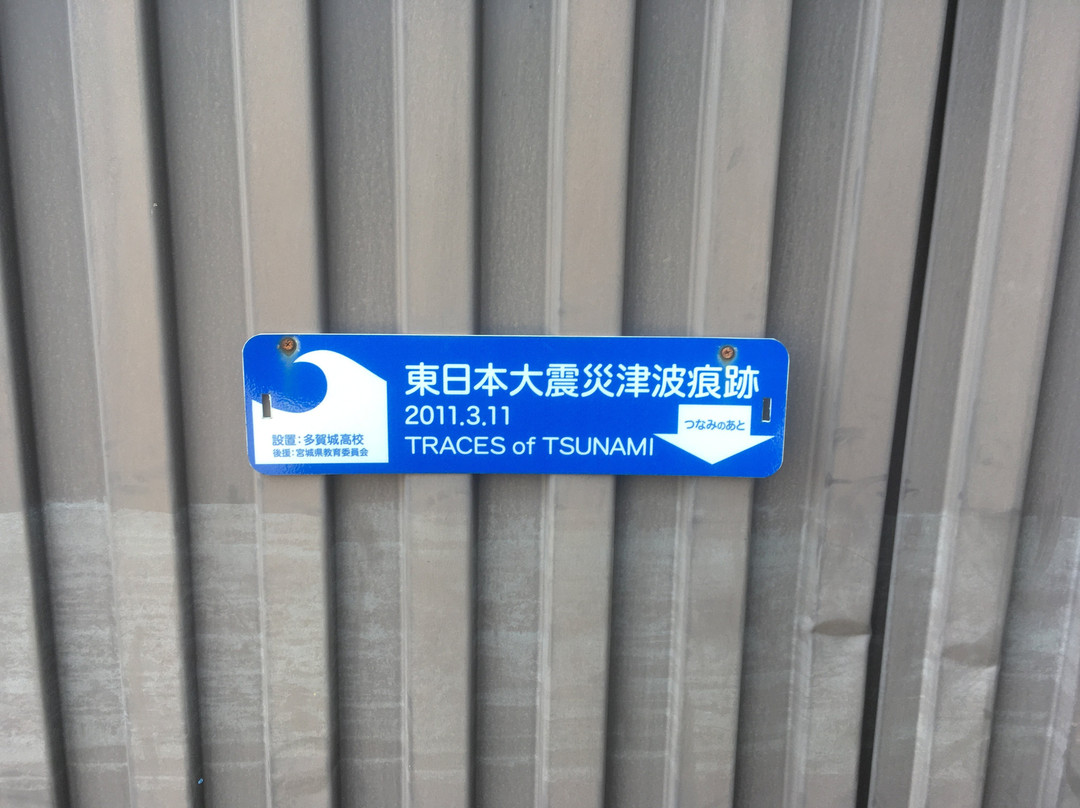 東日本大震災津波痕跡
2011.3.11
TRACES of TSUNAMI
つなみのあと
設置：多賀城高校
後援：宮城県教育委員会